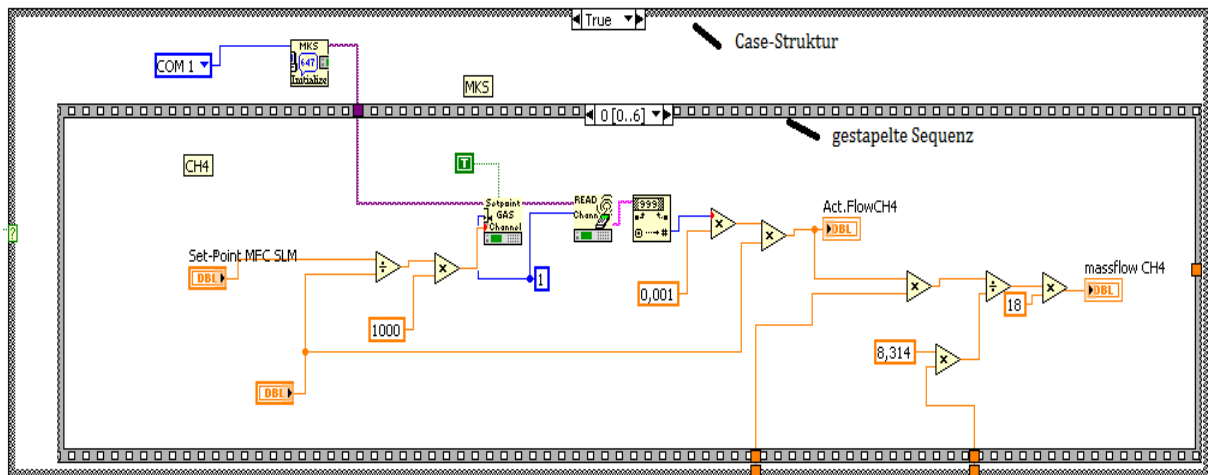 True
Case-Struktur
MKS
647
Initialize
COM 1
MKS
0 [0..6]
gestapelte Sequenz
CH4
T
Setpoint
GAS
Channel
READ
Chann
999
#
Act.FlowCH4
DBL
?
Set-Point MFC SLM
DBL
÷
×
1
×
×
massflow CH4
×
÷
×
DBL
0,001
18
1000
8,314
×
DBL